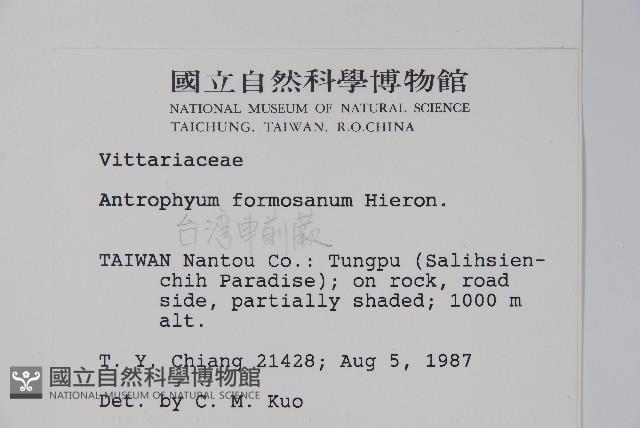 國立自然科學博物館
NATIONAL MUSEUM OF NATURAL SCIENCE
TAICHUNG, TAIWAN, R.O.CHINA
Vittariaceae
Antrophyum formosanum Hieron.
台湾車前蕨
TAIWAN Nantou Co.: Tungpu (Salihsien-
chih Paradise); on rock, road
side, partially shaded; 1000 m
alt.
T. Y. Chiang 21428; Aug 5, 1987
國立自然科學博物館
NATIONAL MUSEUM OF NATURAL SCIENCE
Det. by C. M. Kuo